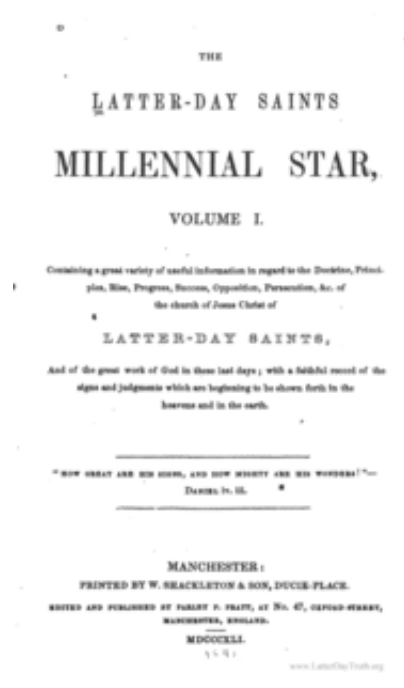 THE
LATTER-DAY SAINTS
MILLENNIAL STAR,
VOLUME I.
Containing a great variety of useful information in regard to the Doctrine, Princi-
ples, Rise, Progress, Success, Opposition, Persecution, &c. of
the church of Jesus Christ of
LATTER-DAY SAINTS,
And of the great work of God in these last days; with a faithful record of the
signs and judgments which are beginning to be shown forth in the
heavens and in the earth.
"HOW GREAT ARE HIS SIGNS, AND HOW MIGHTY ARE HIS WONDERS!"—
DANIEL iv. iii.
MANCHESTER:
PRINTED BY W. SHACKLETON & SON, DUCIE-PLACE.
EDITED AND PUBLISHED BY PARLEY P. PRATT, AT No. 47, OXFORD-STREET,
MANCHESTER, ENGLAND.
MDCCCXLI.
www.LatterDayTruth.org